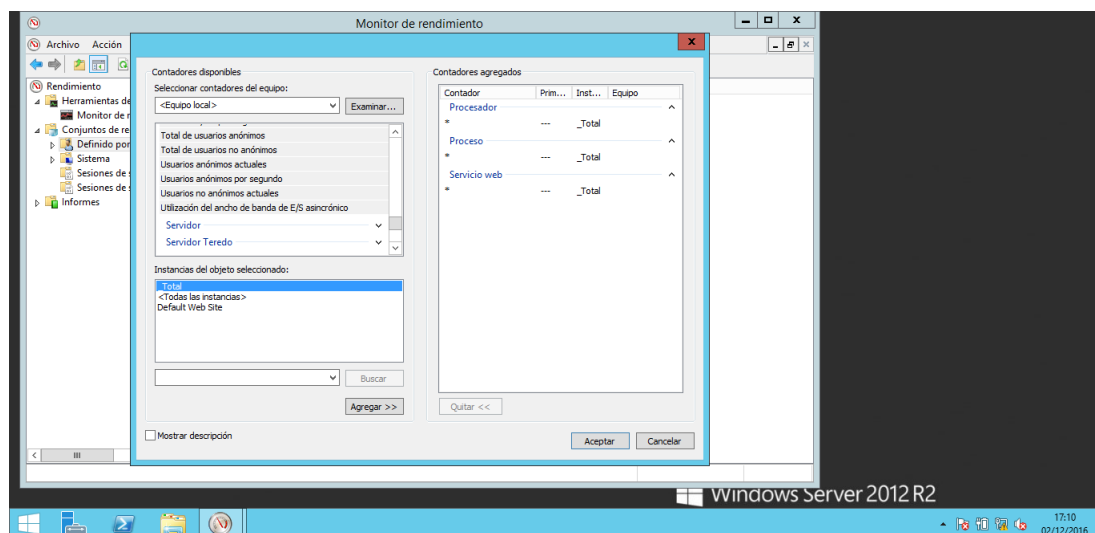 Monitor de rendimiento
Archivo Acción
Rendimiento
Herramientas de
Monitor de r
Conjuntos de re
Definido por
Sistema
Sesiones de
Sesiones de
Informes
Contadores disponibles
Seleccionar contadores del equipo:
<Equipo local>
Examinar...
Total de usuarios anónimos
Total de usuarios no anónimos
Usuarios anónimos actuales
Usuarios anónimos por segundo
Usuarios no anónimos actuales
Utilización del ancho de banda de E/S asincrónico
Servidor
Servidor Teredo
Instancias del objeto seleccionado:
_Total
<Todas las instancias>
Default Web Site
Buscar
Agregar >>
Mostrar descripción
Contadores agregados
Contador Prim... Inst... Equipo
Procesador
* --- _Total
Proceso
* --- _Total
Servicio web
* --- _Total
Quitar <<
Aceptar Cancelar
Windows Server 2012 R2
17:10
02/12/2016